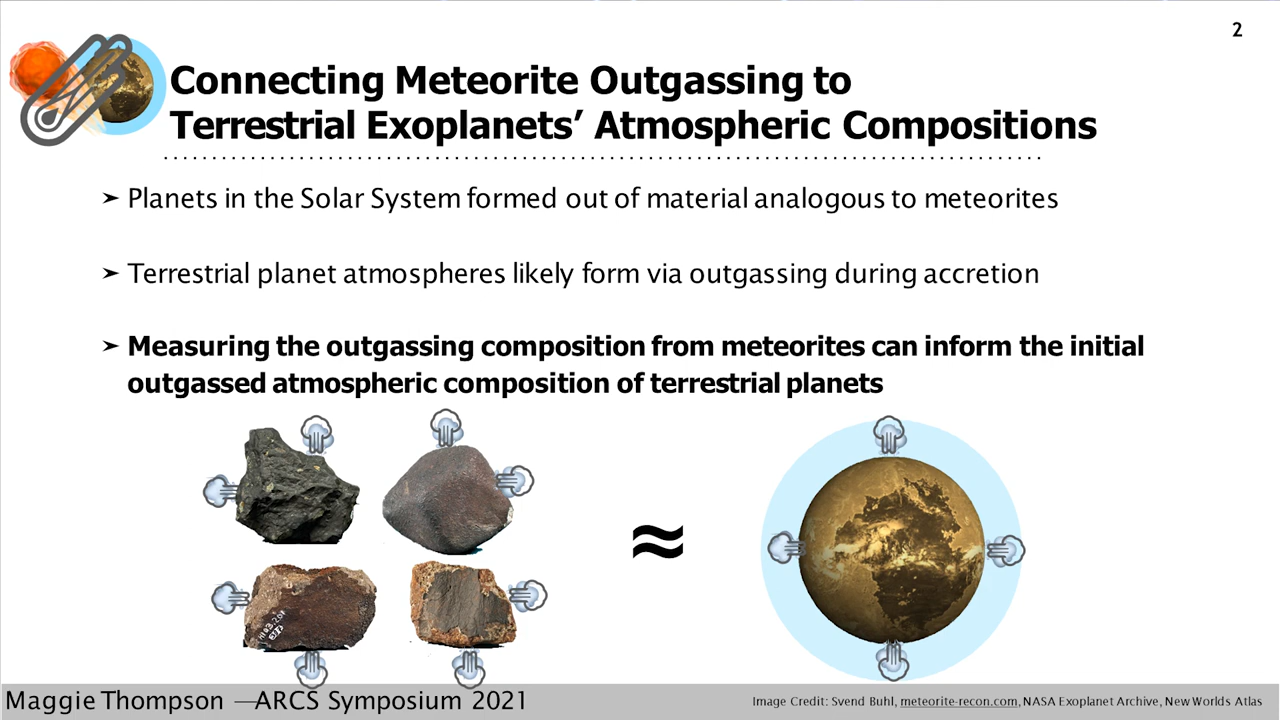 2
Connecting Meteorite Outgassing to
Terrestrial Exoplanets’ Atmospheric Compositions
➤ Planets in the Solar System formed out of material analogous to meteorites
➤ Terrestrial planet atmospheres likely form via outgassing during accretion
➤ Measuring the outgassing composition from meteorites can inform the initial
outgassed atmospheric composition of terrestrial planets
≈
Maggie Thompson —ARCS Symposium 2021
Image Credit: Svend Buhl, meteorite-recon.com, NASA Exoplanet Archive, New Worlds Atlas